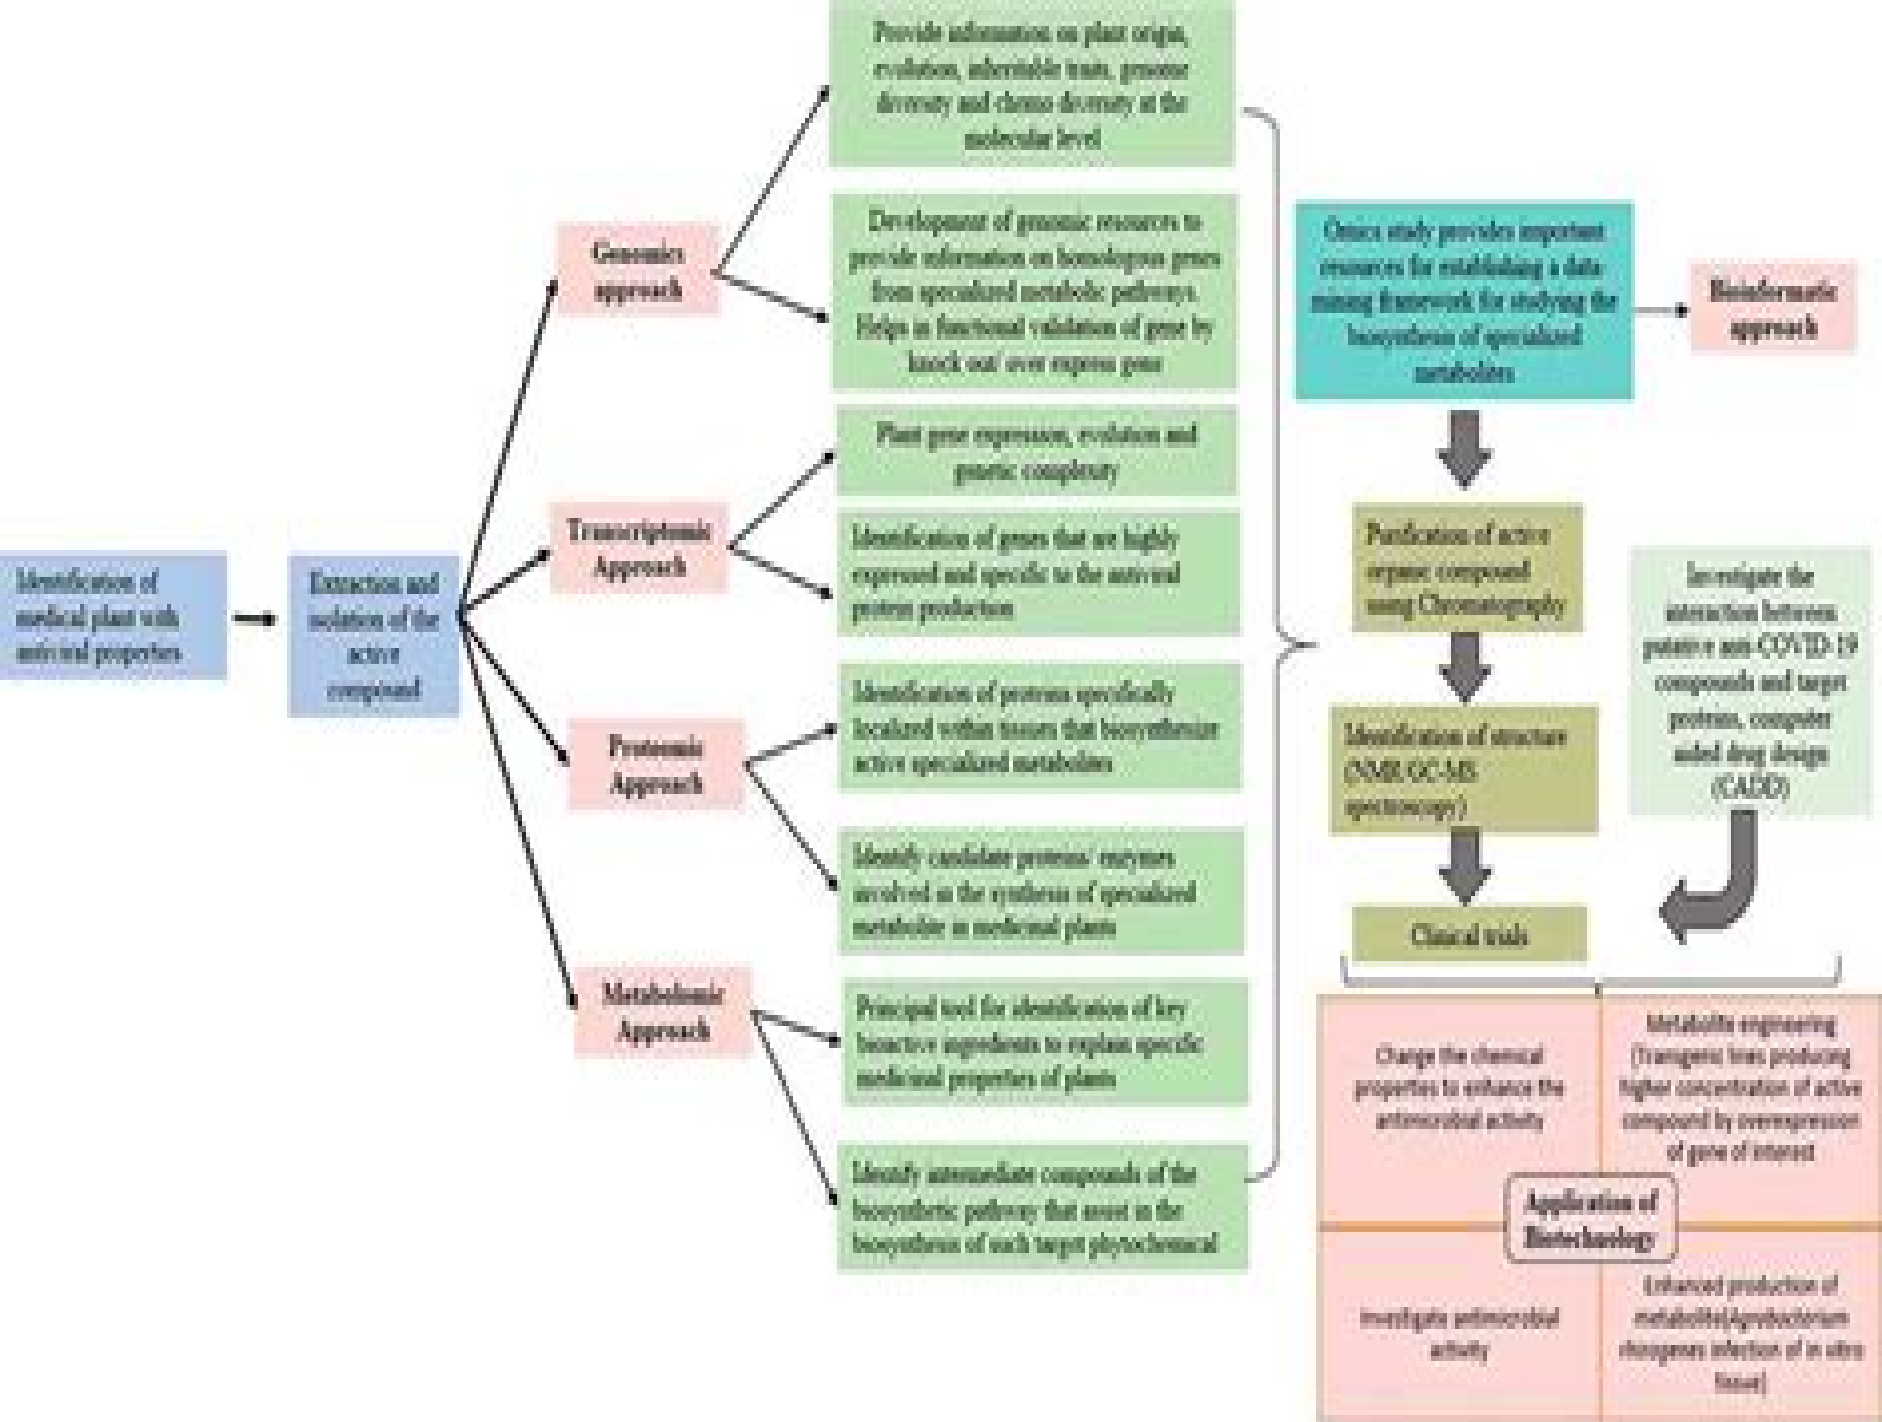 Identification of
medical plant with
antiviral properties
Extraction and
isolation of the
active
compound
Genomics
approach
Transcriptomic
Approach
Proteomic
Approach
Metabolomic
Approach
Provide information on plant origin,
evolution, inheritable traits, genome
diversity and chemo diversity at the
molecular level
Development of genomic resources to
provide information on homologous genes
from specialized metabolic pathways.
Helps in functional validation of gene by
knock out/ over express gene
Plant gene expression, evolution and
genetic complexity
Identification of genes that are highly
expressed and specific to the antiviral
protein production
Identification of proteins specifically
localized within tissues that biosynthesize
active specialized metabolites
Identify candidate proteins/ enzymes
involved in the synthesis of specialized
metabolite in medicinal plants
Principal tool for identification of key
bioactive ingredients to explain specific
medicinal properties of plants
Identify intermediate compounds of the
biosynthetic pathway that assist in the
biosynthesis of such target phytochemical
Omics study provides important
resources for establishing a data
mining framework for studying the
biosynthesis of specialized
metabolites
Bioinformatic
approach
Purification of active
organic compound
using Chromatography
Identification of structure
(NMR/GC-MS
spectroscopy)
Clinical trials
Investigate the
interaction between
putative anti-COVID-19
compounds and target
proteins, computer
aided drug design
(CADD)
Change the chemical
properties to enhance the
antimicrobial activity
Metabolite engineering
(Transgenic lines producing
higher concentration of active
compound by overexpression
of gene of interest
Application of
Biotechnology
Investigate antimicrobial
activity
Enhanced production of
metabolite(Agrobacterium
rhizogenes infection of in vitro
tissue)